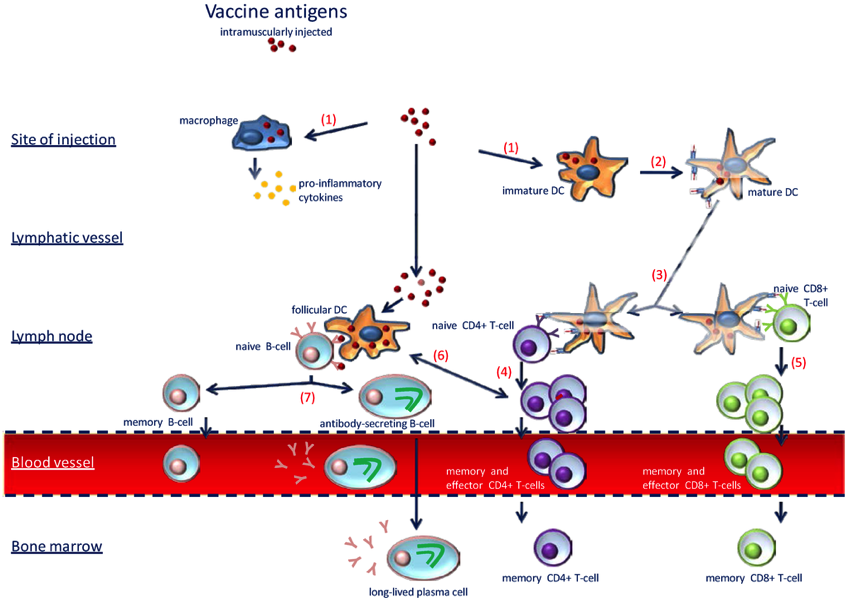 Vaccine antigens
intramuscularly injected
macrophage
(1)
Site of injection
(1)
(2)
immature DC
mature DC
pro-inflammatory
cytokines
Lymphatic vessel
(3)
naive CD8+
T-cell
follicular DC
naive CD4+ T-cell
Lymph node
naive B-cell
(6)
(4)
(5)
(7)
memory B-cell
antibody-secreting B-cell
Blood vessel
memory and
effector CD4+ T-cells
memory and
effector CD8+ T-cells
Bone marrow
long-lived plasma cell
memory CD4+ T-cell
memory CD8+ T-cell